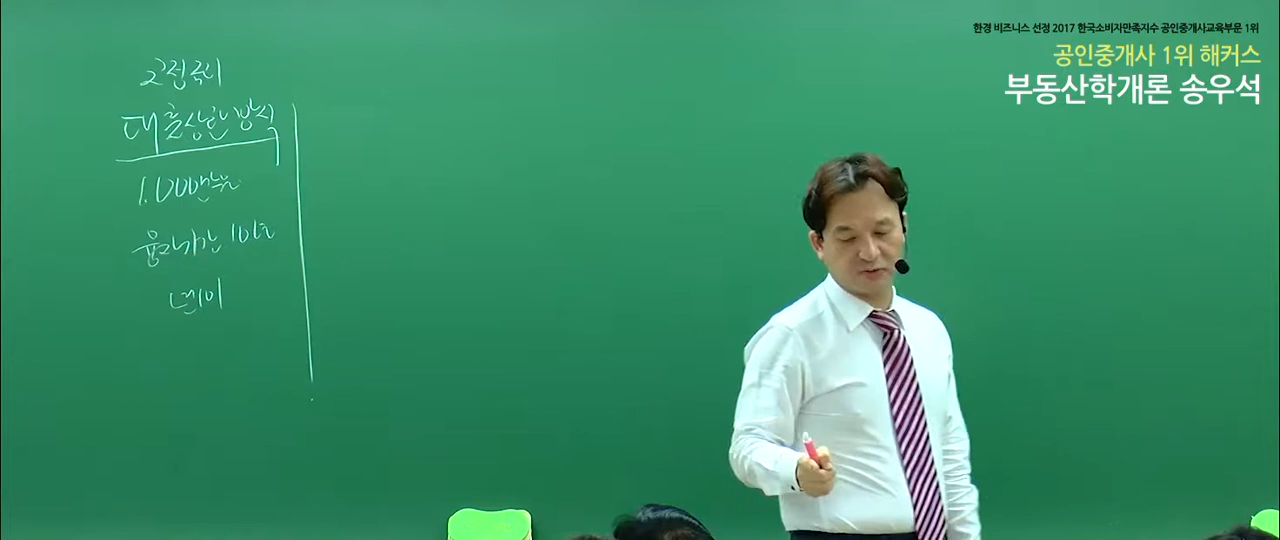 고정금리
대출상환방식
1.000만원
융자기간 10년
년리
한경 비즈니스 선정 2017 한국소비자만족지수 공인중개사교육부문 1위
공인중개사 1위 해커스
부동산학개론 송우석